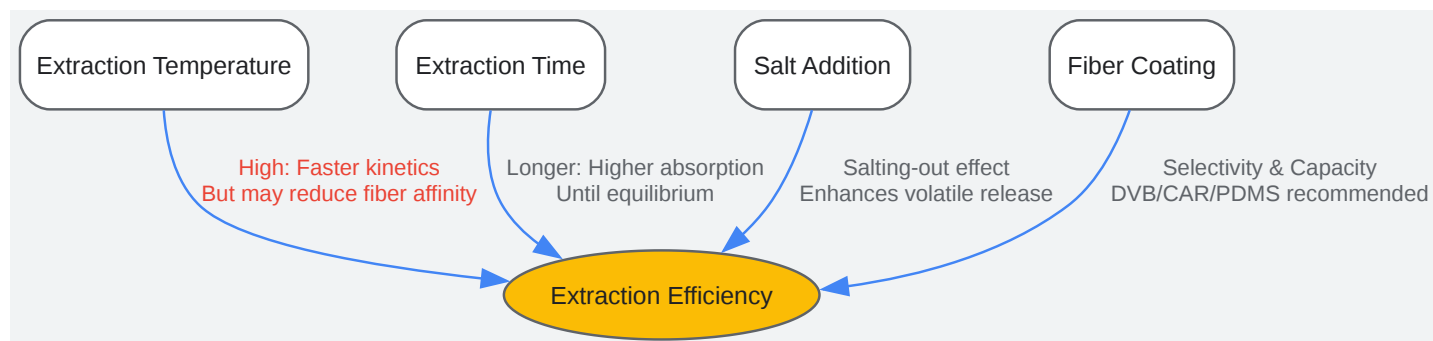 Extraction Temperature
Extraction Time
Salt Addition
Fiber Coating
High: Faster kinetics
But may reduce fiber affinity
Longer: Higher absorption
Until equilibrium
Salting-out effect
Enhances volatile release
Selectivity & Capacity
DVB/CAR/PDMS recommended
Extraction Efficiency